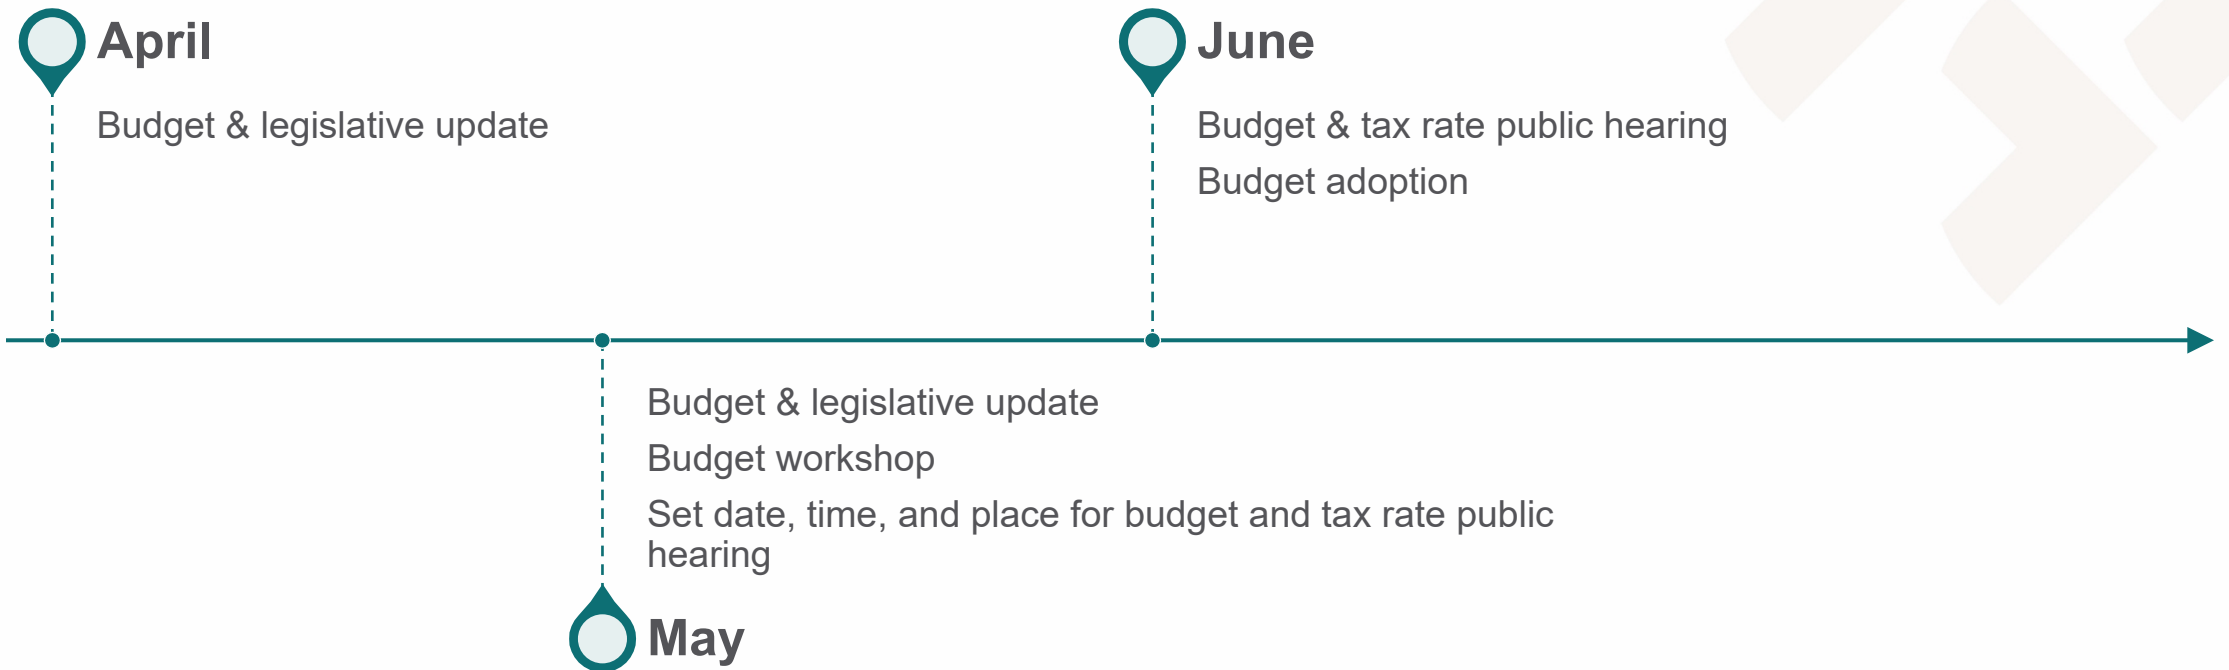 April
Budget & legislative update
June
Budget & tax rate public hearing
Budget adoption
Budget & legislative update
Budget workshop
Set date, time, and place for budget and tax rate public
hearing
May